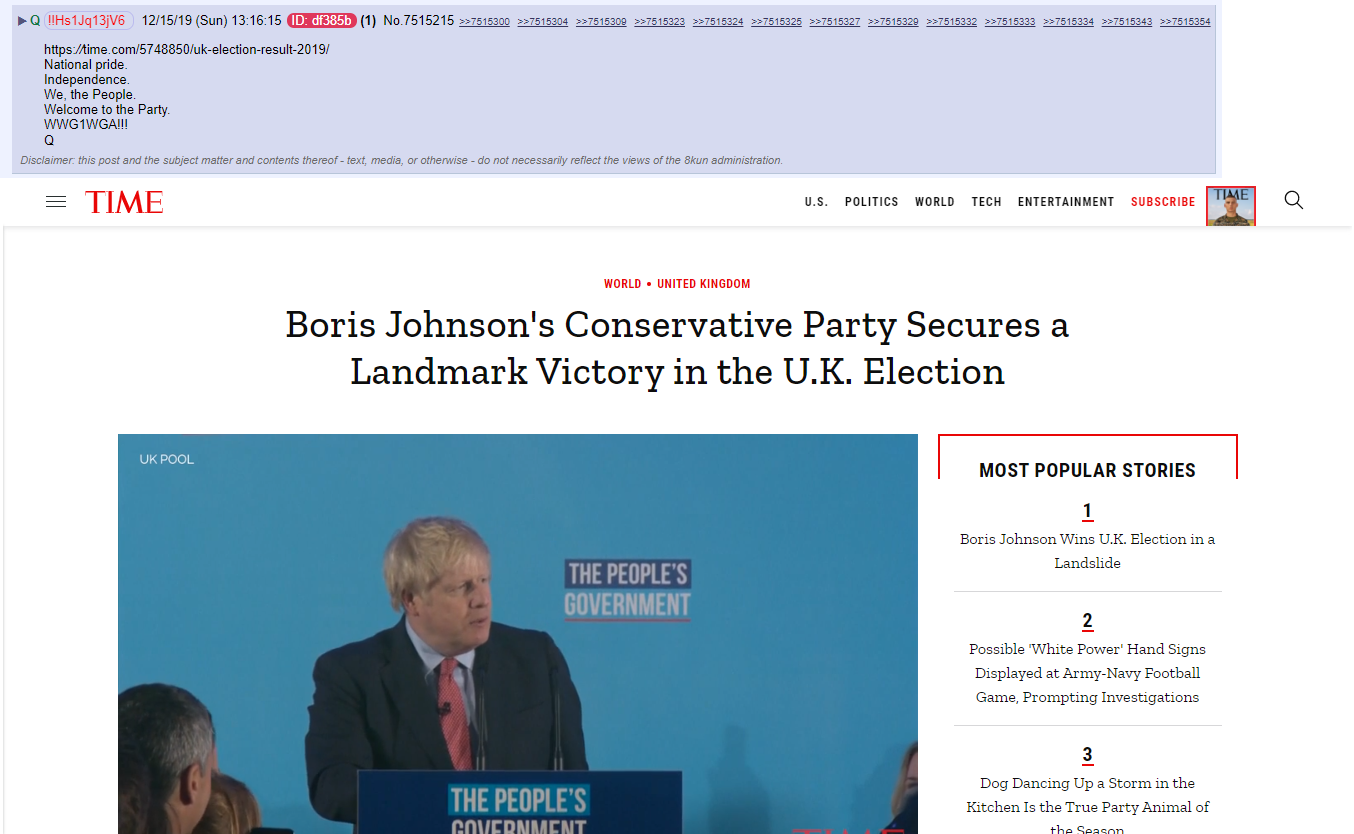 ▶ Q !!Hs1Jq13jV6 12/15/19 (Sun) 13:16:15 ID: df385b (1) No.7515215 >>7515300 >>7515304 >>7515309 >>7515323 >>7515324 >>7515325 >>7515327 >>7515329 >>7515332 >>7515333 >>7515334 >>7515343 >>7515354
https://time.com/5748850/uk-election-result-2019/
National pride.
Independence.
We, the People.
Welcome to the Party.
WWG1WGA!!!
Q
Disclaimer: this post and the subject matter and contents thereof - text, media, or otherwise - do not necessarily reflect the views of the 8kun administration.
TIME
U.S. POLITICS WORLD TECH ENTERTAINMENT SUBSCRIBE TIME
WORLD • UNITED KINGDOM
Boris Johnson's Conservative Party Secures a
Landmark Victory in the U.K. Election
UK POOL
THE PEOPLE'S
GOVERNMENT
THE PEOPLE'S
GOVERNMENT
TIME
MOST POPULAR STORIES
1
Boris Johnson Wins U.K. Election in a
Landslide
2
Possible 'White Power' Hand Signs
Displayed at Army-Navy Football
Game, Prompting Investigations
3
Dog Dancing Up a Storm in the
Kitchen Is the True Party Animal of
the Season